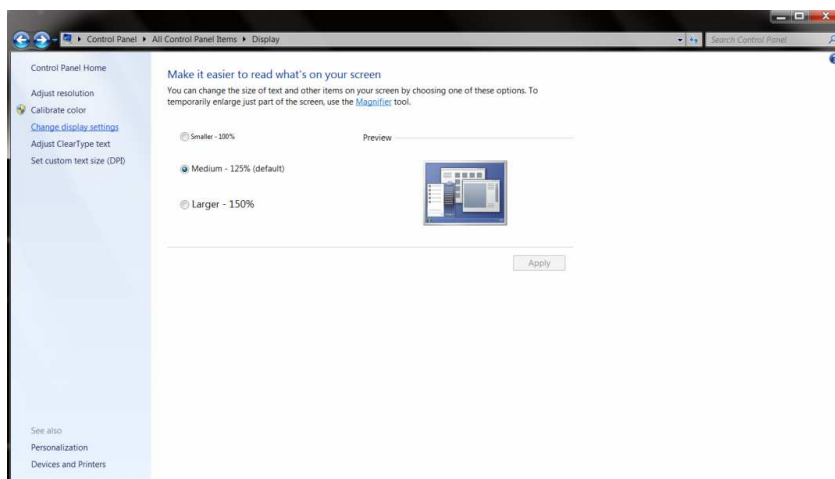 Control Panel ▸ All Control Panel Items ▸ Display
Search Control Panel
Control Panel Home
Adjust resolution
Calibrate color
Change display settings
Adjust ClearType text
Set custom text size (DPI)
Make it easier to read what's on your screen
You can change the size of text and other items on your screen by choosing one of these options. To
temporarily enlarge just part of the screen, use the Magnifier tool.
Smaller - 100%
Preview
Medium - 125% (default)
Larger - 150%
Apply
See also
Personalization
Devices and Printers